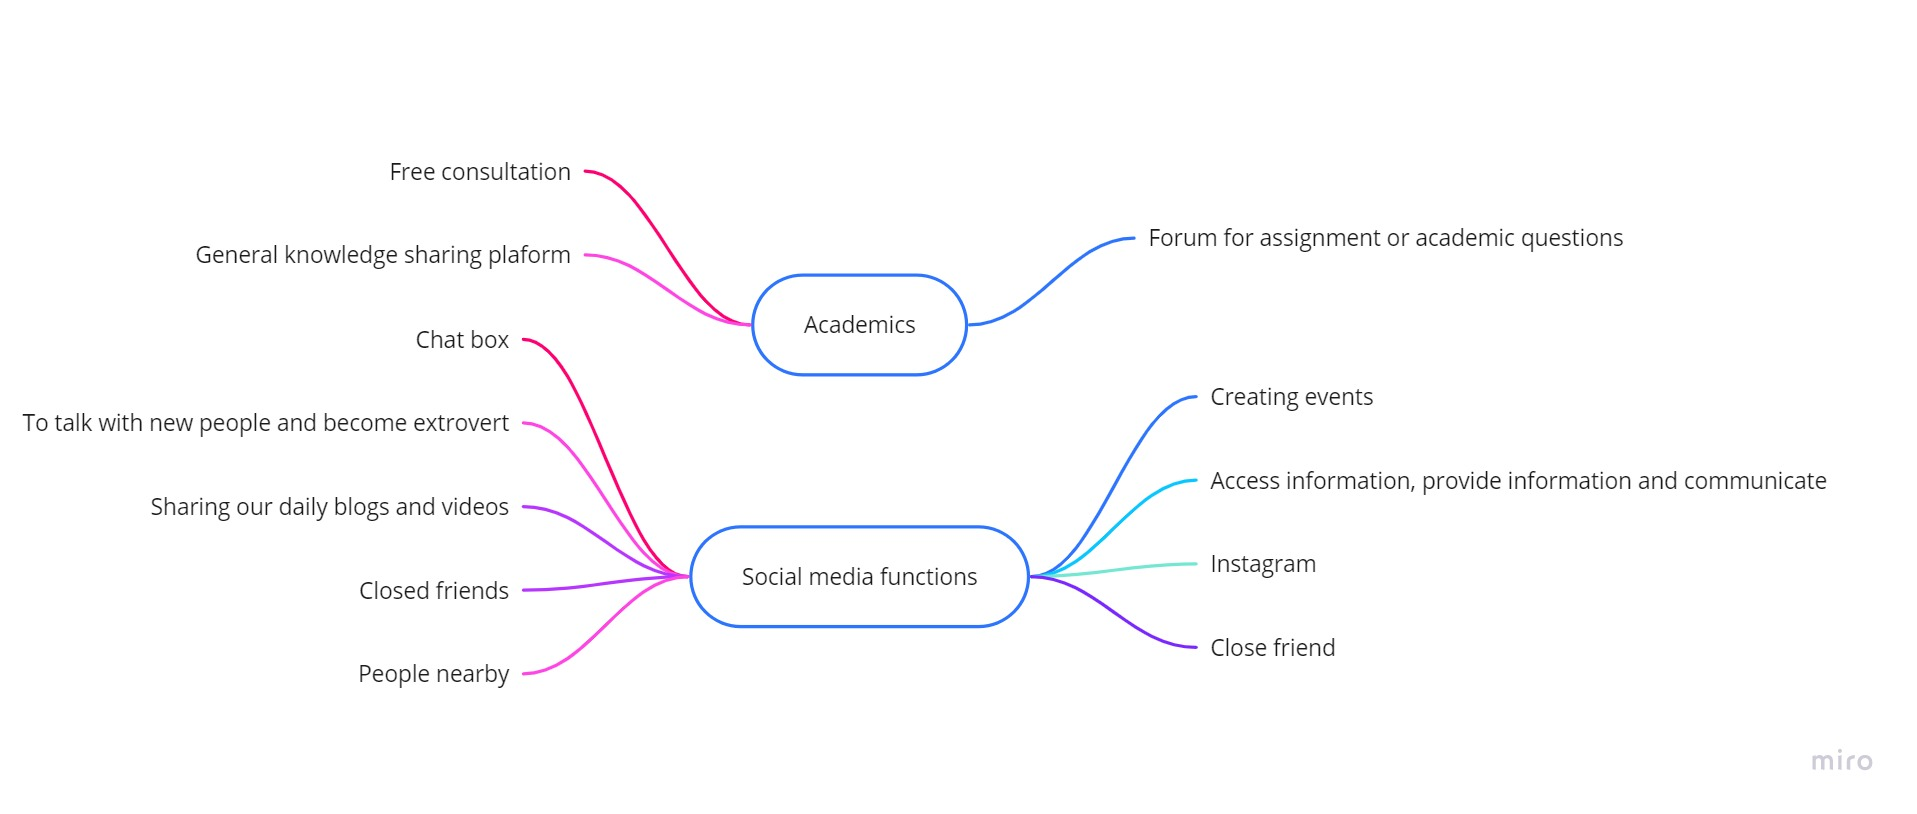 Free consultation
General knowledge sharing plaform
Academics
Forum for assignment or academic questions
Chat box
To talk with new people and become extrovert
Sharing our daily blogs and videos
Closed friends
People nearby
Social media functions
Creating events
Access information, provide information and communicate
Instagram
Close friend
miro